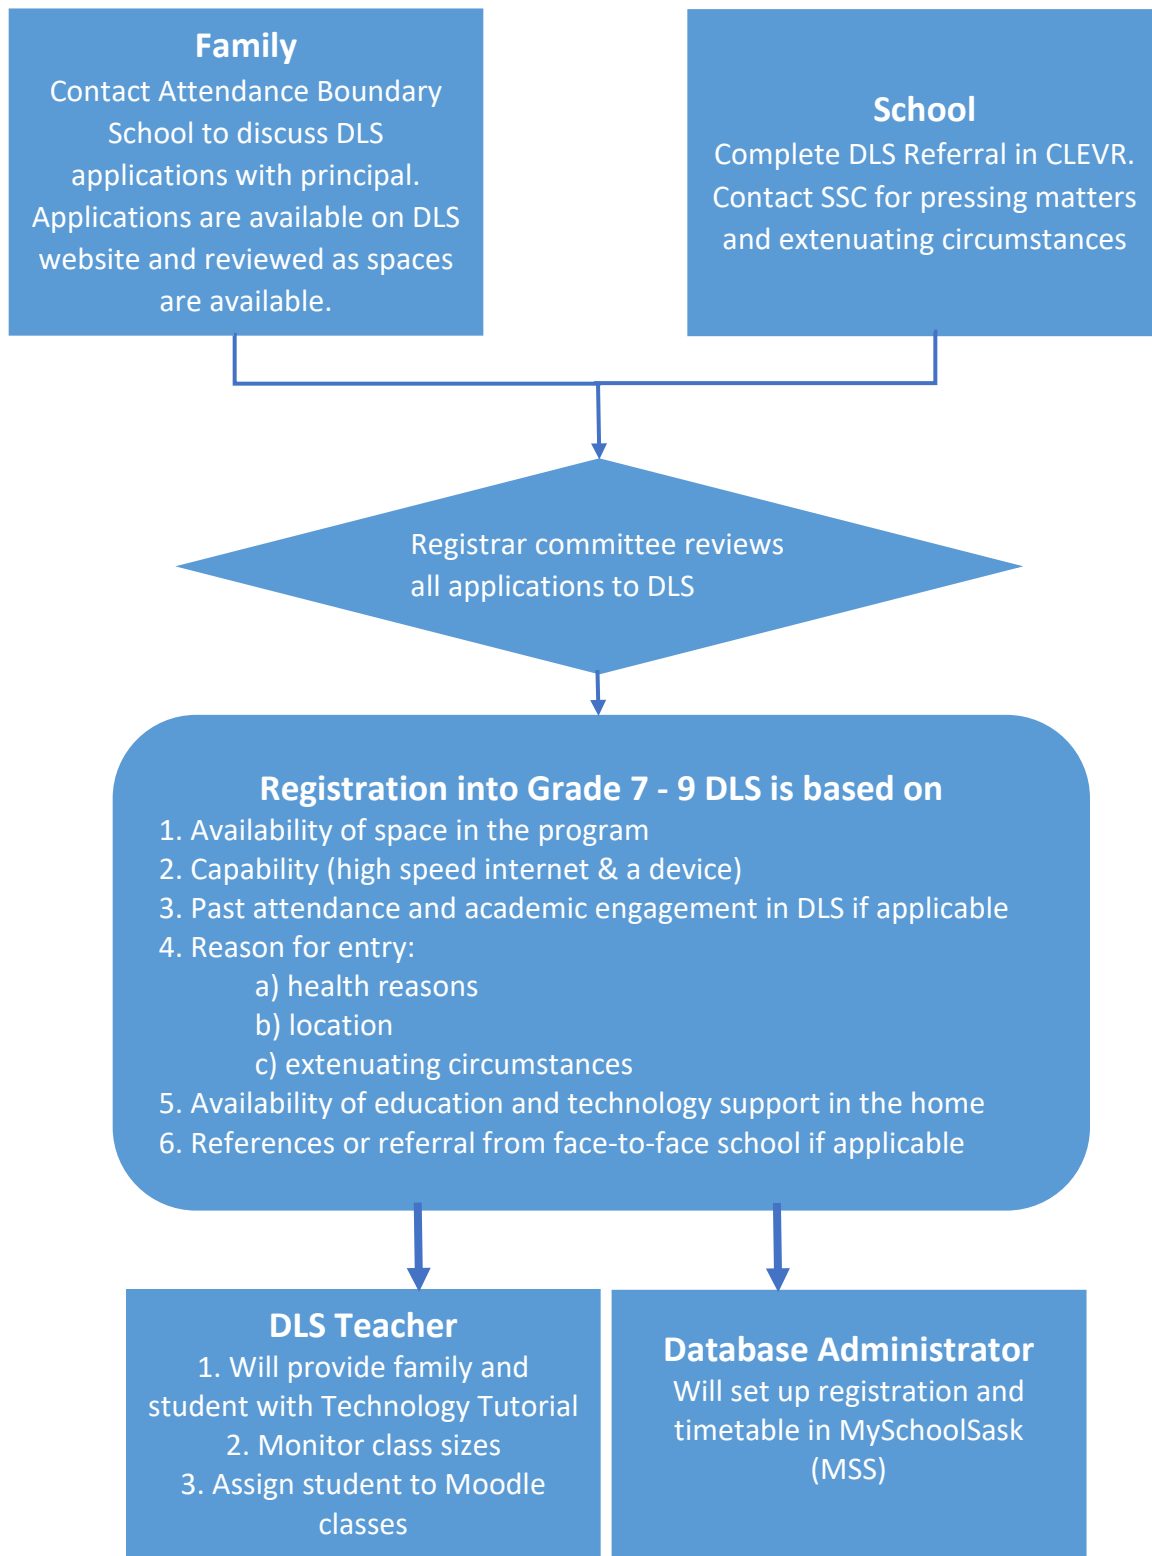 Family
Contact Attendance Boundary
School to discuss DLS
applications with principal.
Applications are available on DLS
website and reviewed as spaces
are available.
School
Complete DLS Referral in CLEVR.
Contact SSC for pressing matters
and extenuating circumstances
Registrar committee reviews
all applications to DLS
Registration into Grade 7 - 9 DLS is based on
1. Availability of space in the program
2. Capability (high speed internet & a device)
3. Past attendance and academic engagement in DLS if applicable
4. Reason for entry:
a) health reasons
b) location
c) extenuating circumstances
5. Availability of education and technology support in the home
6. References or referral from face-to-face school if applicable
DLS Teacher
1. Will provide family and
student with Technology Tutorial
2. Monitor class sizes
3. Assign student to Moodle
classes
Database Administrator
Will set up registration and
timetable in MySchoolSask
(MSS)